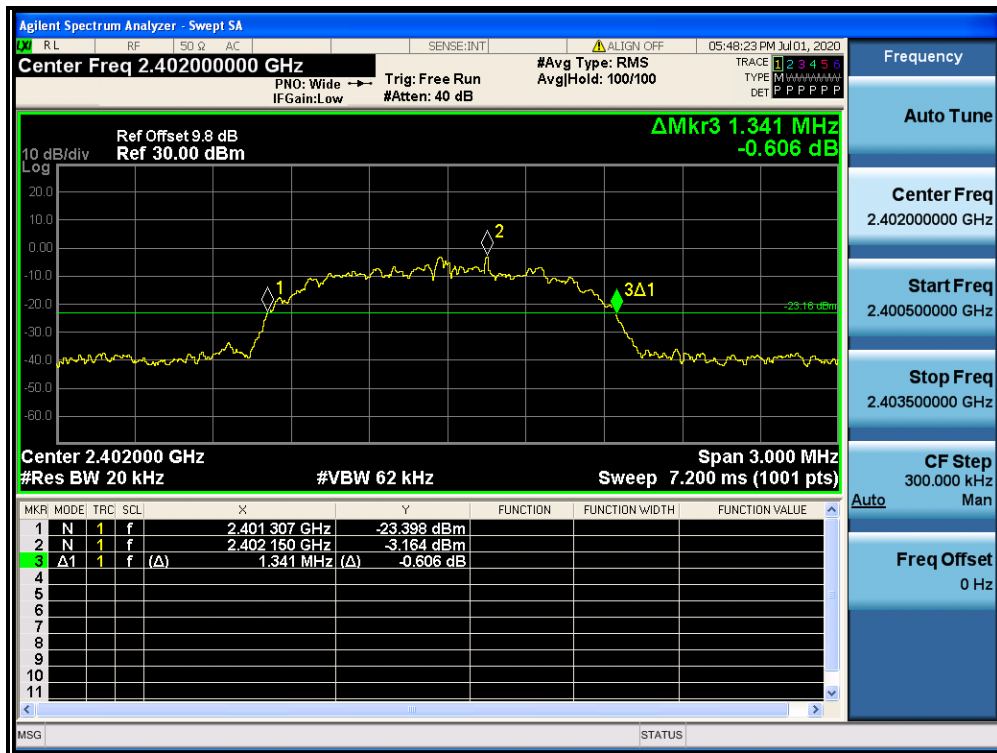 Agilent Spectrum Analyzer - Swept SA
LXI RL RF 50 Ω AC SENSE:INT ALIGN OFF 05:48:23 PM Jul 01, 2020
Center Freq 2.402000000 GHz
PNO: Wide
IFGain:Low
Trig: Free Run
#Atten: 40 dB
#Avg Type: RMS
Avg|Hold: 100/100
TRACE 1 2 3 4 5 6
TYPE M WWWWW
DET P P P P P P
Ref Offset 9.8 dB
Ref 30.00 dBm
10 dB/div
Log
ΔMkr3 1.341 MHz
-0.606 dB
20.0
10.0
0.00
-10.0
-20.0
-30.0
-40.0
-50.0
-60.0
1
2
3Δ1
-23.16 dBm
Center 2.402000 GHz Span 3.000 MHz
#Res BW 20 kHz #VBW 62 kHz Sweep 7.200 ms (1001 pts)
MKR MODE TRC SCL X Y FUNCTION FUNCTION WIDTH FUNCTION VALUE
1 N 1 f 2.401 307 GHz -23.398 dBm
2 N 1 f 2.402 150 GHz -3.164 dBm
3 Δ1 1 f (Δ) 1.341 MHz (Δ) -0.606 dB
4
5
6
7
8
9
10
11
MSG STATUS
Frequency
Auto Tune
Center Freq
2.402000000 GHz
Start Freq
2.400500000 GHz
Stop Freq
2.403500000 GHz
CF Step
300.000 kHz
Auto Man
Freq Offset
0 Hz